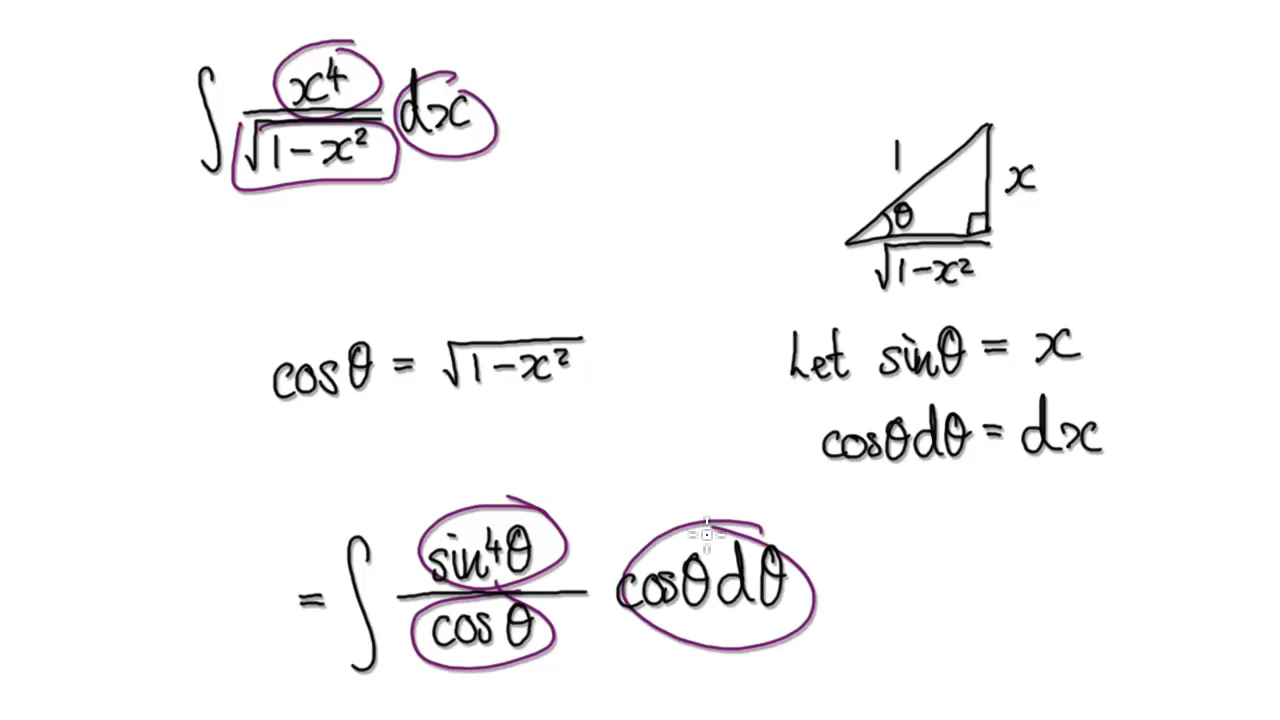 ∫ x⁴/√(1−x²) dx
1
x
θ
√(1−x²)
cosθ = √(1−x²)
Let sinθ = x
cosθdθ = dx
= ∫ sin⁴θ/cosθ cosθdθ